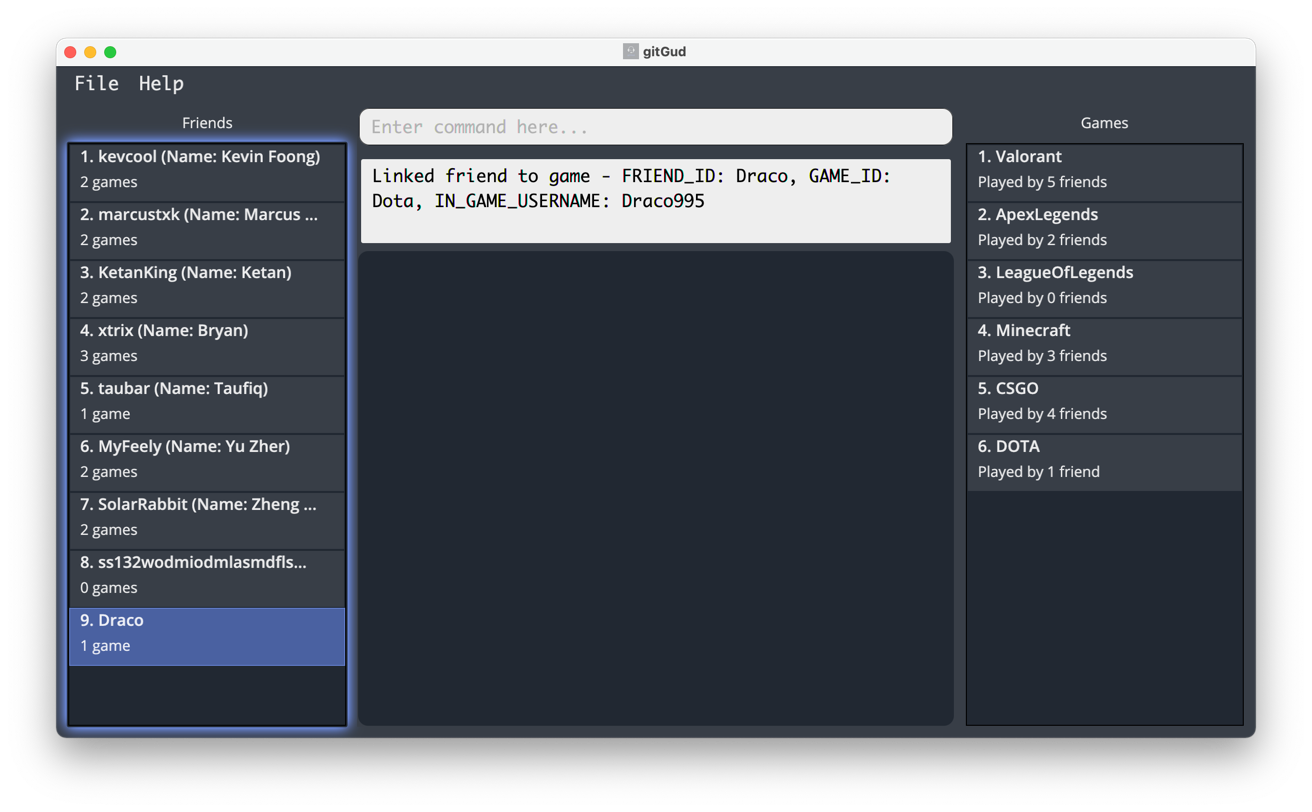 gitGud
File Help
Friends
1. kevcool (Name: Kevin Foong)
2 games
2. marcustxk (Name: Marcus ...
2 games
3. KetanKing (Name: Ketan)
2 games
4. xtrix (Name: Bryan)
3 games
5. taubar (Name: Taufiq)
1 game
6. MyFeely (Name: Yu Zher)
2 games
7. SolarRabbit (Name: Zheng ...
2 games
8. ss132wodmiodmlasmdfls...
0 games
9. Draco
1 game
Enter command here...
Linked friend to game - FRIEND_ID: Draco, GAME_ID:
Dota, IN_GAME_USERNAME: Draco995
Games
1. Valorant
Played by 5 friends
2. ApexLegends
Played by 2 friends
3. LeagueOfLegends
Played by 0 friends
4. Minecraft
Played by 3 friends
5. CSGO
Played by 4 friends
6. DOTA
Played by 1 friend